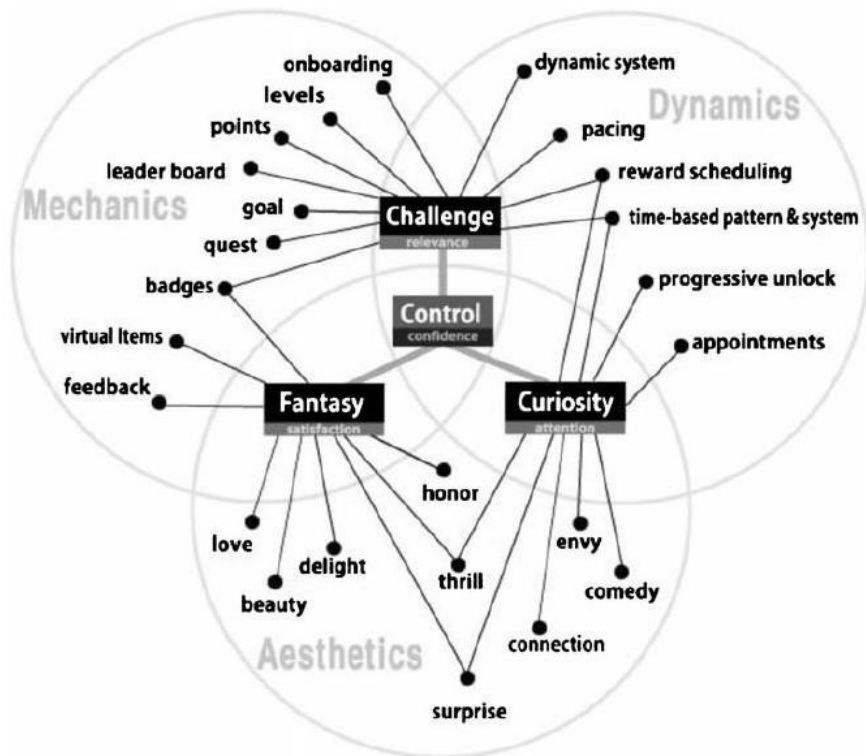 onboarding
dynamic system
levels
Dynamics
points
pacing
leader board
reward scheduling
Mechanics
goal
Challenge
relevance
time-based pattern & system
quest
badges
progressive unlock
Control
confidence
virtual Items
appointments
feedback
Fantasy
satisfaction
Curiosity
attention
honor
love
delight
envy
thrill
beauty
comedy
connection
Aesthetics
surprise